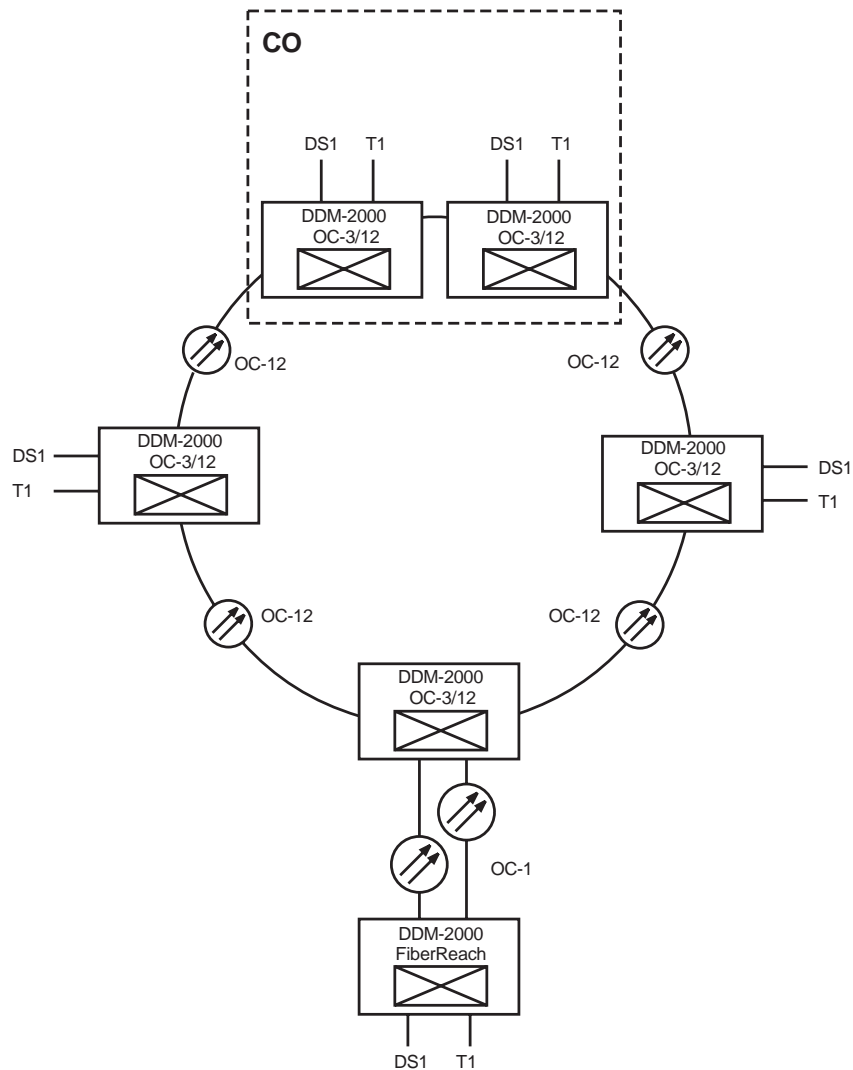 CO
DS1 T1 DS1 T1
DDM-2000
OC-3/12
DDM-2000
OC-3/12
OC-12
OC-12
DDM-2000
OC-3/12
DS1
T1
DDM-2000
OC-3/12
DS1
T1
OC-12
OC-12
DDM-2000
OC-3/12
OC-1
DDM-2000
FiberReach
DS1 T1